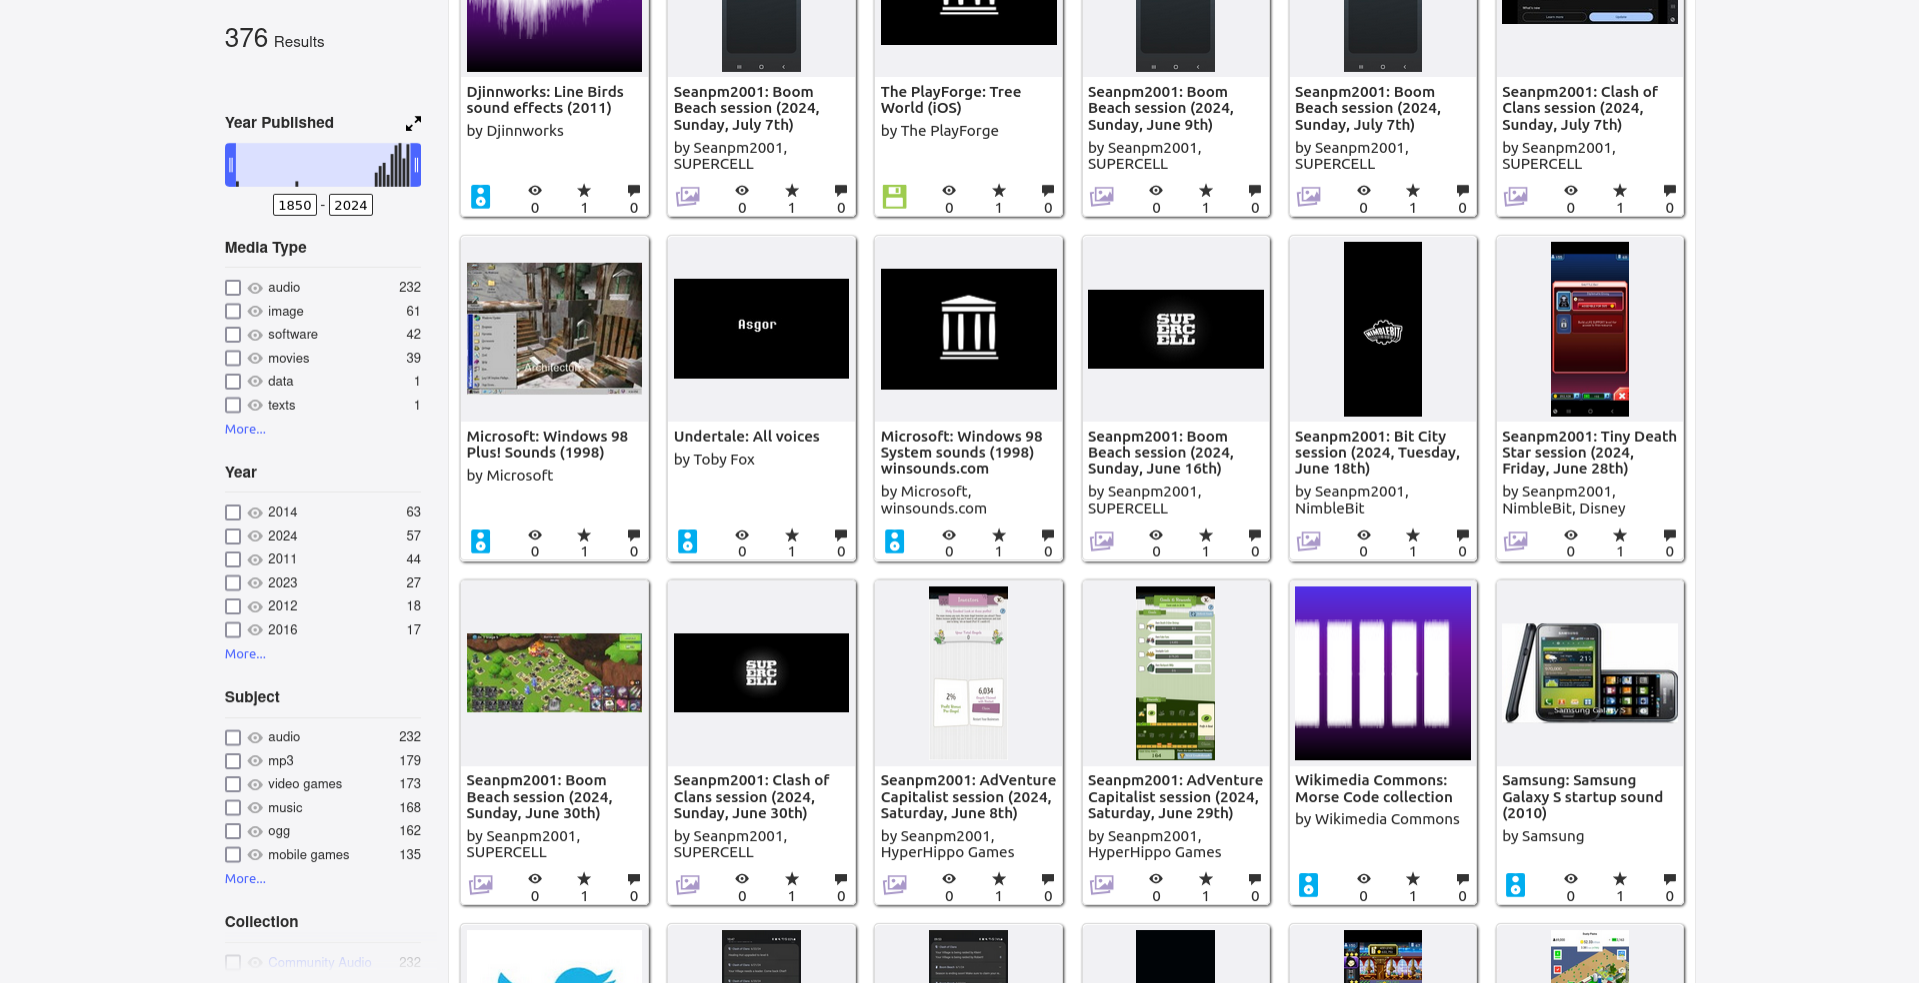 376 Results
Year Published
1850 - 2024
Media Type
audio 232
image 61
software 42
movies 39
data 1
texts 1
More...
Year
2014 63
2024 57
2011 44
2023 27
2012 18
2016 17
More...
Subject
audio 232
mp3 179
video games 173
music 168
ogg 162
mobile games 135
More...
Collection
Community Audio 232
Djinnworks: Line Birds
sound effects (2011)
by Djinnworks
0 1 0
Seanpm2001: Boom
Beach session (2024,
Sunday, July 7th)
by Seanpm2001,
SUPERCELL
0 1 0
The PlayForge: Tree
World (iOS)
by The PlayForge
0 1 0
Seanpm2001: Boom
Beach session (2024,
Sunday, June 9th)
by Seanpm2001,
SUPERCELL
0 1 0
Seanpm2001: Boom
Beach session (2024,
Sunday, July 7th)
by Seanpm2001,
SUPERCELL
0 1 0
Seanpm2001: Clash of
Clans session (2024,
Sunday, July 7th)
by Seanpm2001,
SUPERCELL
0 1 0
Architecture
Microsoft: Windows 98
Plus! Sounds (1998)
by Microsoft
0 1 0
Asgor
Undertale: All voices
by Toby Fox
0 1 0
Microsoft: Windows 98
System sounds (1998)
winsounds.com
by Microsoft,
winsounds.com
0 1 0
SUP
ERC
ELL
Seanpm2001: Boom
Beach session (2024,
Sunday, June 16th)
by Seanpm2001,
SUPERCELL
0 1 0
NIMBLEBIT
Seanpm2001: Bit City
session (2024, Tuesday,
June 18th)
by Seanpm2001,
NimbleBit
0 1 0
Seanpm2001: Tiny Death
Star session (2024,
Friday, June 28th)
by Seanpm2001,
NimbleBit, Disney
0 1 0
Seanpm2001: Boom
Beach session (2024,
Sunday, June 30th)
by Seanpm2001,
SUPERCELL
0 1 0
SUP
ERC
ELL
Seanpm2001: Clash of
Clans session (2024,
Sunday, June 30th)
by Seanpm2001,
SUPERCELL
0 1 0
2%
6,034
Seanpm2001: AdVenture
Capitalist session (2024,
Saturday, June 8th)
by Seanpm2001,
HyperHippo Games
0 1 0
Seanpm2001: AdVenture
Capitalist session (2024,
Saturday, June 29th)
by Seanpm2001,
HyperHippo Games
0 1 0
Wikimedia Commons:
Morse Code collection
by Wikimedia Commons
0 1 0
Samsung Galaxy S
Samsung: Samsung
Galaxy S startup sound
(2010)
by Samsung
0 1 0